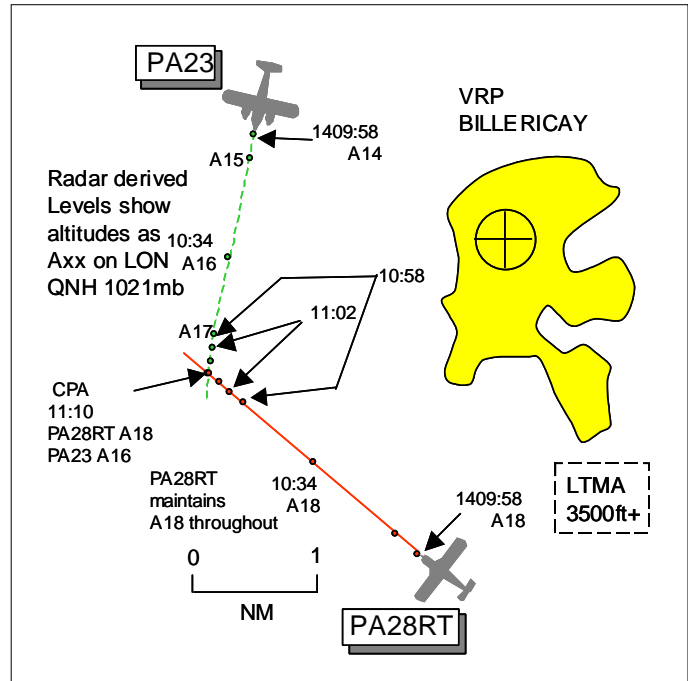 PA23
VRP
BILLERICAY
1409:58
A14
A15
Radar derived
Levels show
altitudes as
Axx on LON
QNH 1021mb
10:34
A16
10:58
11:02
A17
CPA
11:10
PA28RT A18
PA23 A16
PA28RT
maintains
A18 throughout
10:34
A18
1409:58
A18
LTMA
3500ft+
0 1
NM
PA28RT